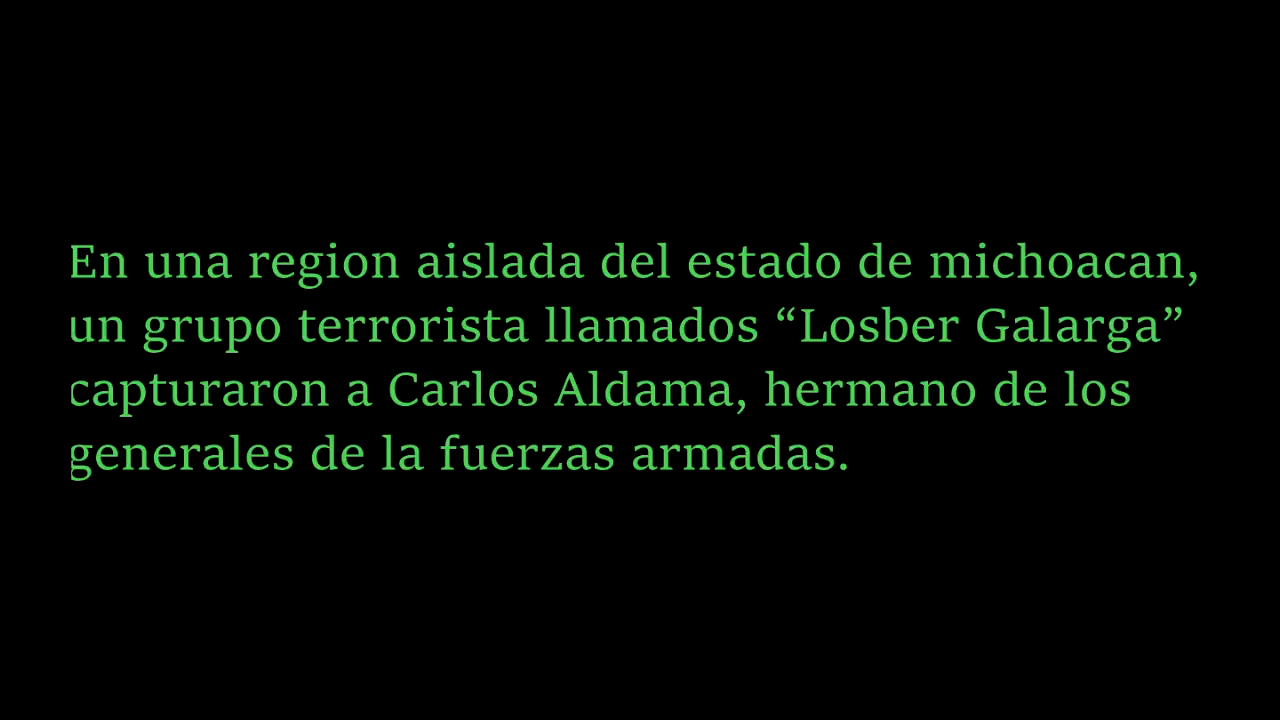 En una region aislada del estado de michoacan,
un grupo terrorista llamados “Losber Galarga”
capturaron a Carlos Aldama, hermano de los
generales de la fuerzas armadas.